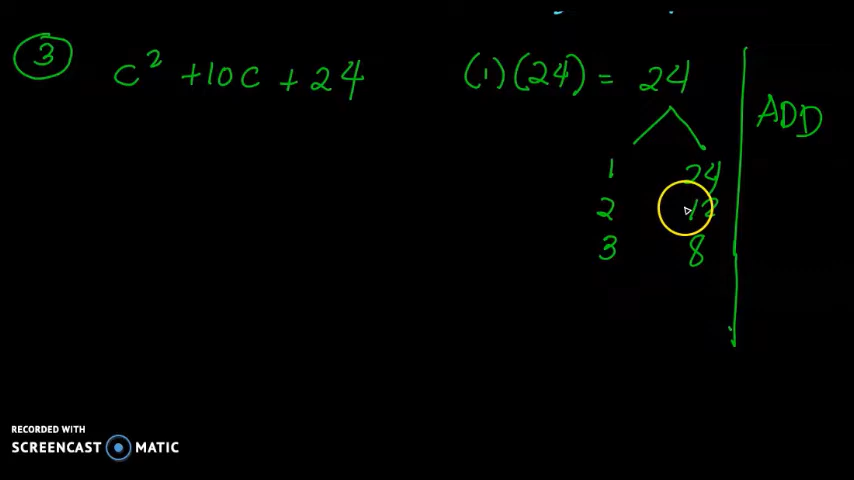 3 c² + 10c + 24 (1)(24) = 24
ADD
1 24
2 12
3 8
RECORDED WITH
SCREENCAST MATIC